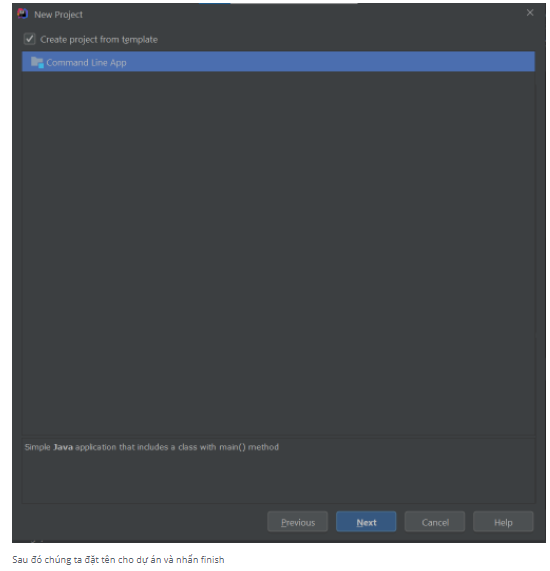 New Project
Create project from template
Command Line App
Simple Java application that includes a class with main() method
Previous Next Cancel Help
Sau đó chúng ta đặt tên cho dự án và nhấn finish